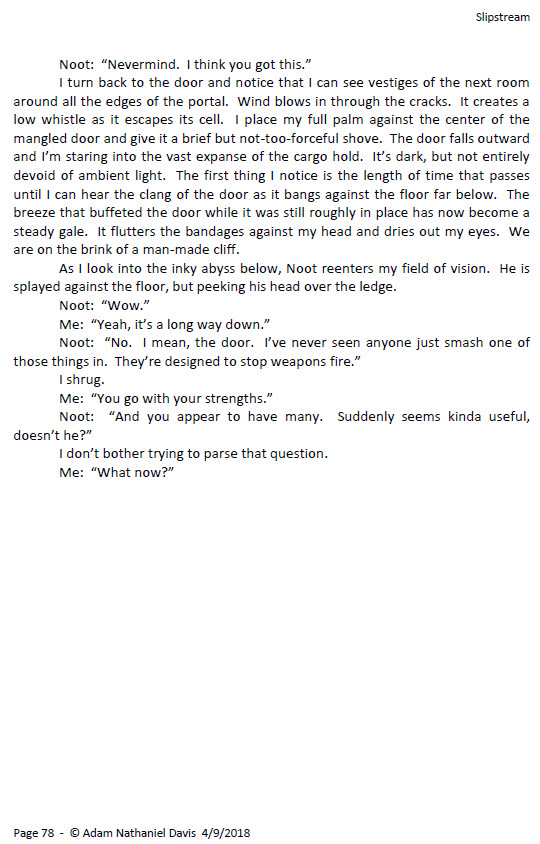 Slipstream
Noot:  “Nevermind.  I think you got this.”
I turn back to the door and notice that I can see vestiges of the next room
around all the edges of the portal.  Wind blows in through the cracks.  It creates a
low whistle as it escapes its cell.  I place my full palm against the center of the
mangled door and give it a brief but not-too-forceful shove.  The door falls outward
and I’m staring into the vast expanse of the cargo hold.  It’s dark, but not entirely
devoid of ambient light.  The first thing I notice is the length of time that passes
until I can hear the clang of the door as it bangs against the floor far below.  The
breeze that buffeted the door while it was still roughly in place has now become a
steady gale.  It flutters the bandages against my head and dries out my eyes.  We
are on the brink of a man-made cliff.
As I look into the inky abyss below, Noot reenters my field of vision.  He is
splayed against the floor, but peeking his head over the ledge.
Noot:  “Wow.”
Me:  “Yeah, it’s a long way down.”
Noot:  “No.  I mean, the door.  I’ve never seen anyone just smash one of
those things in.  They’re designed to stop weapons fire.”
I shrug.
Me:  “You go with your strengths.”
Noot:  “And you appear to have many.  Suddenly seems kinda useful,
doesn’t he?”
I don’t bother trying to parse that question.
Me:  “What now?”
Page 78  -  © Adam Nathaniel Davis  4/9/2018